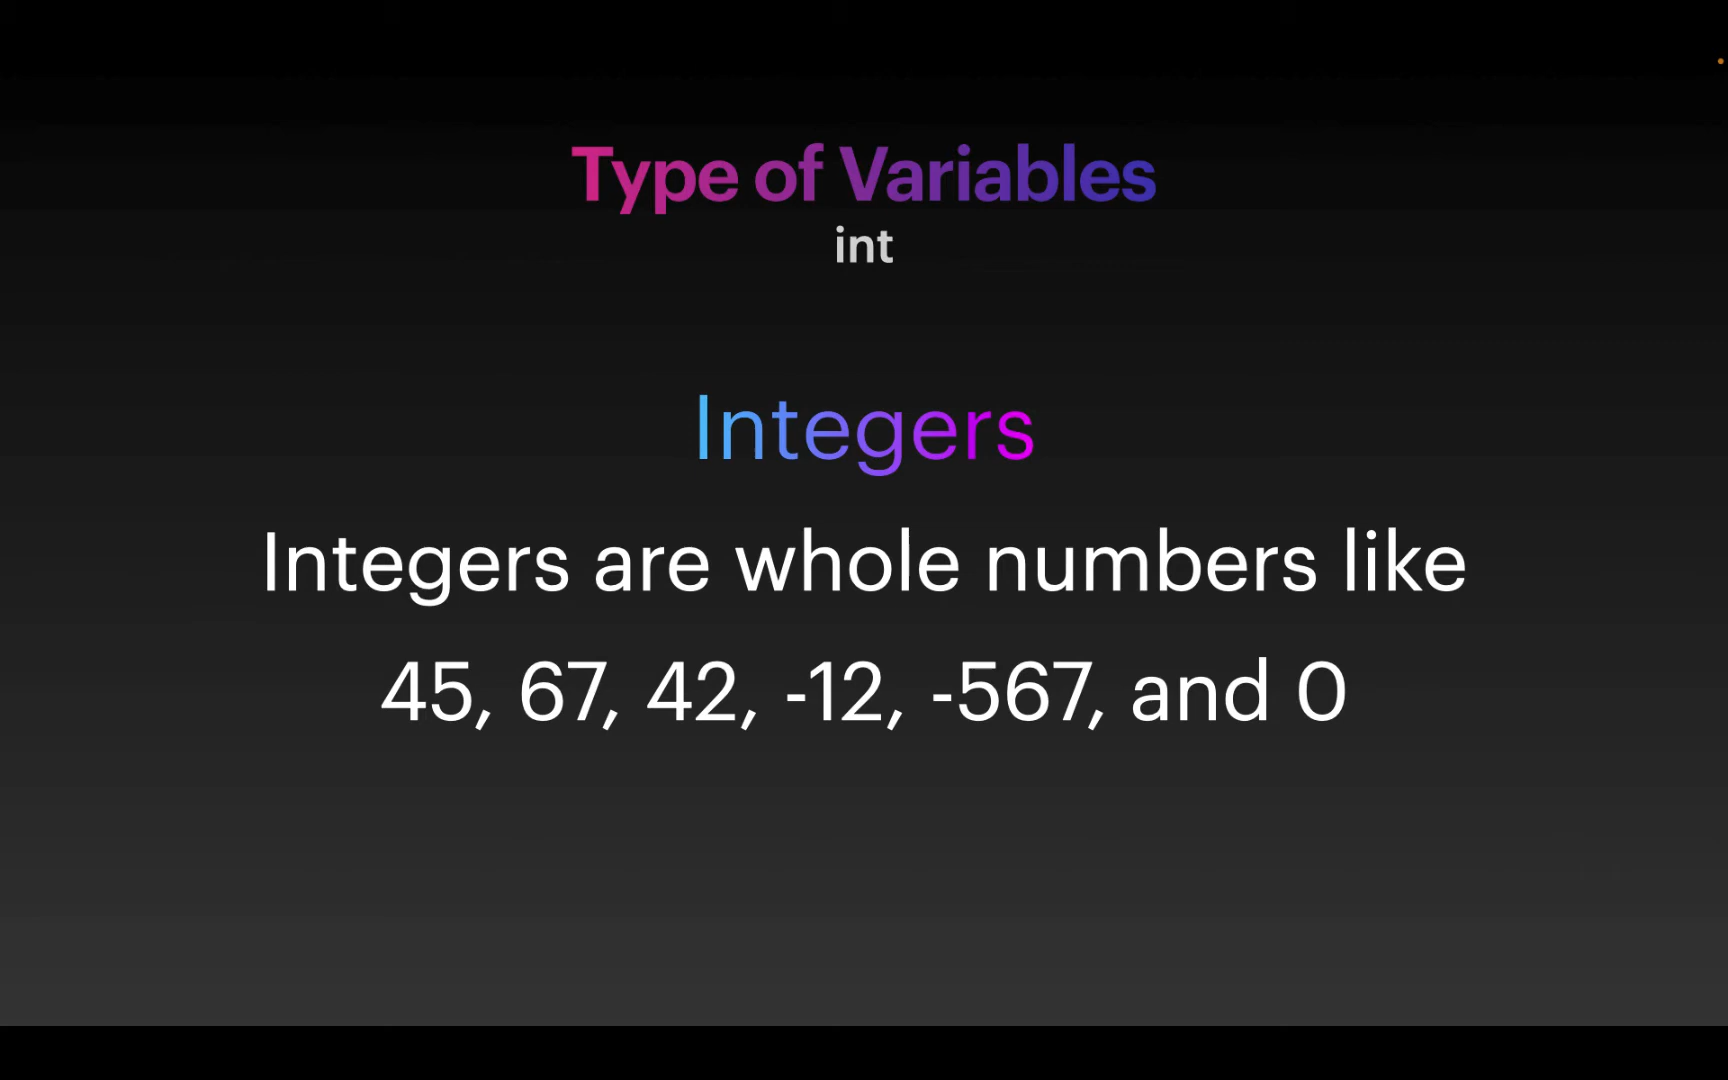 Type of Variables
int
Integers
Integers are whole numbers like
45, 67, 42, -12, -567, and 0